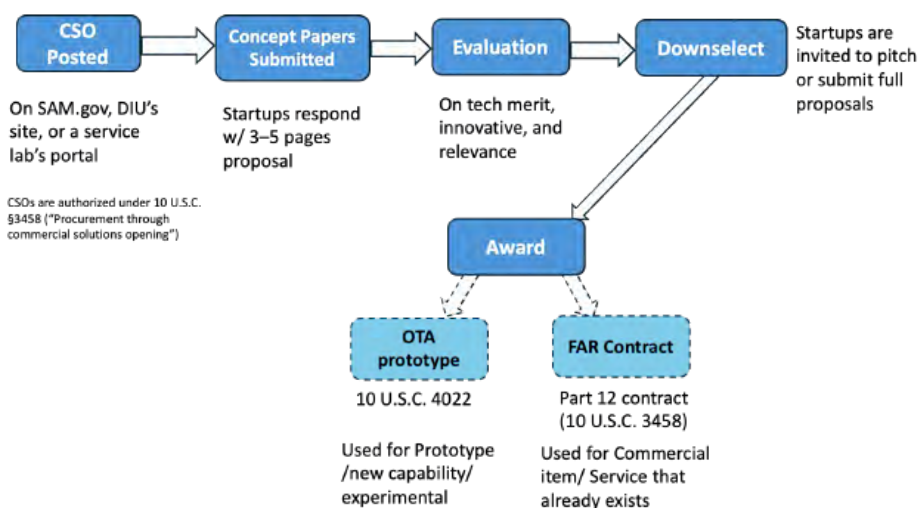 CSO
Posted
Concept Papers
Submitted
Evaluation
Downselect
Startups are
invited to pitch
or submit full
proposals
On SAM.gov, DIU's
site, or a service
lab's portal
Startups respond
w/ 3–5 pages
proposal
On tech merit,
innovative, and
relevance
CSOs are authorized under 10 U.S.C.
§3458 ("Procurement through
commercial solutions opening")
Award
OTA
prototype
FAR Contract
10 U.S.C. 4022
Part 12 contract
(10 U.S.C. 3458)
Used for Prototype
/new capability/
experimental
Used for Commercial
item/ Service that
already exists